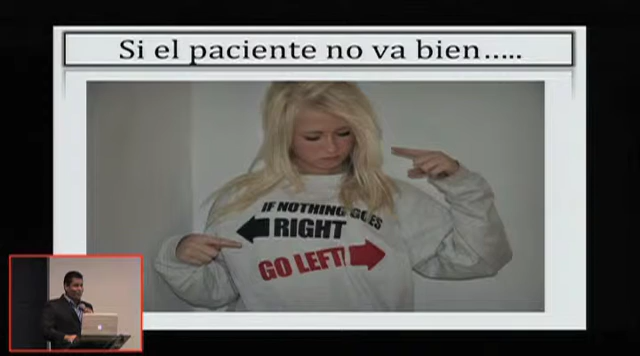 Si el paciente no va bien.....
IF NOTHING GOES
RIGHT
GO LEFT!